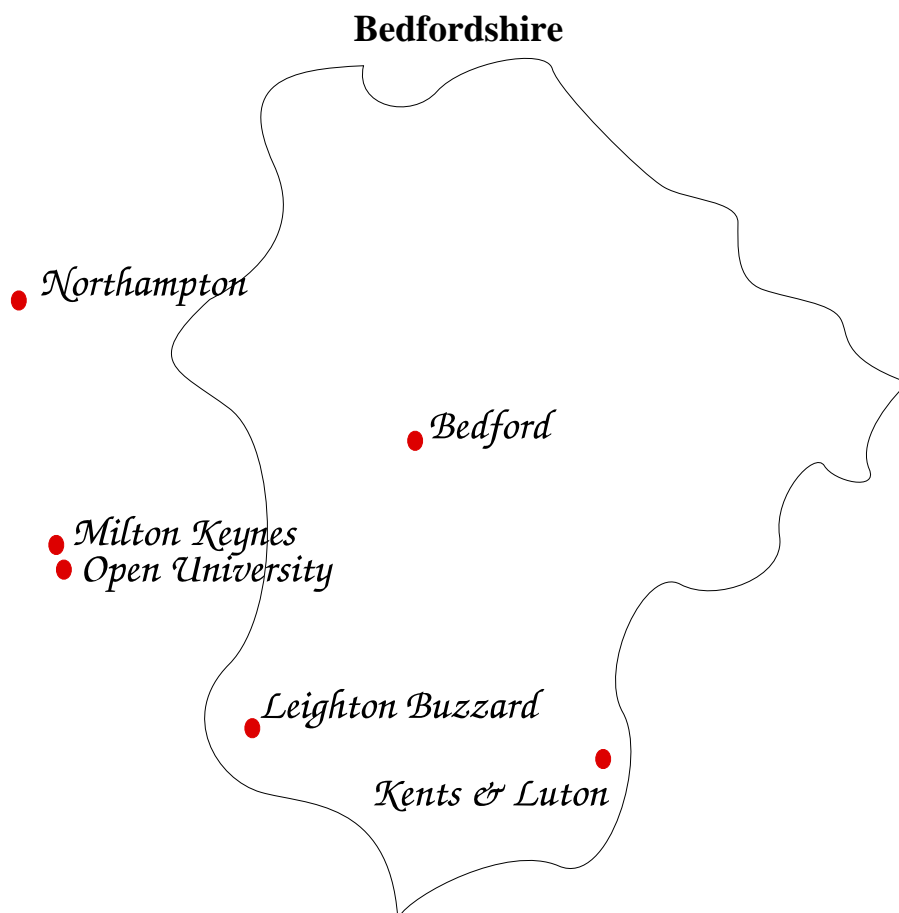 Bedfordshire
Northampton
Bedford
Milton Keynes
Open University
Leighton Buzzard
Kents & Luton